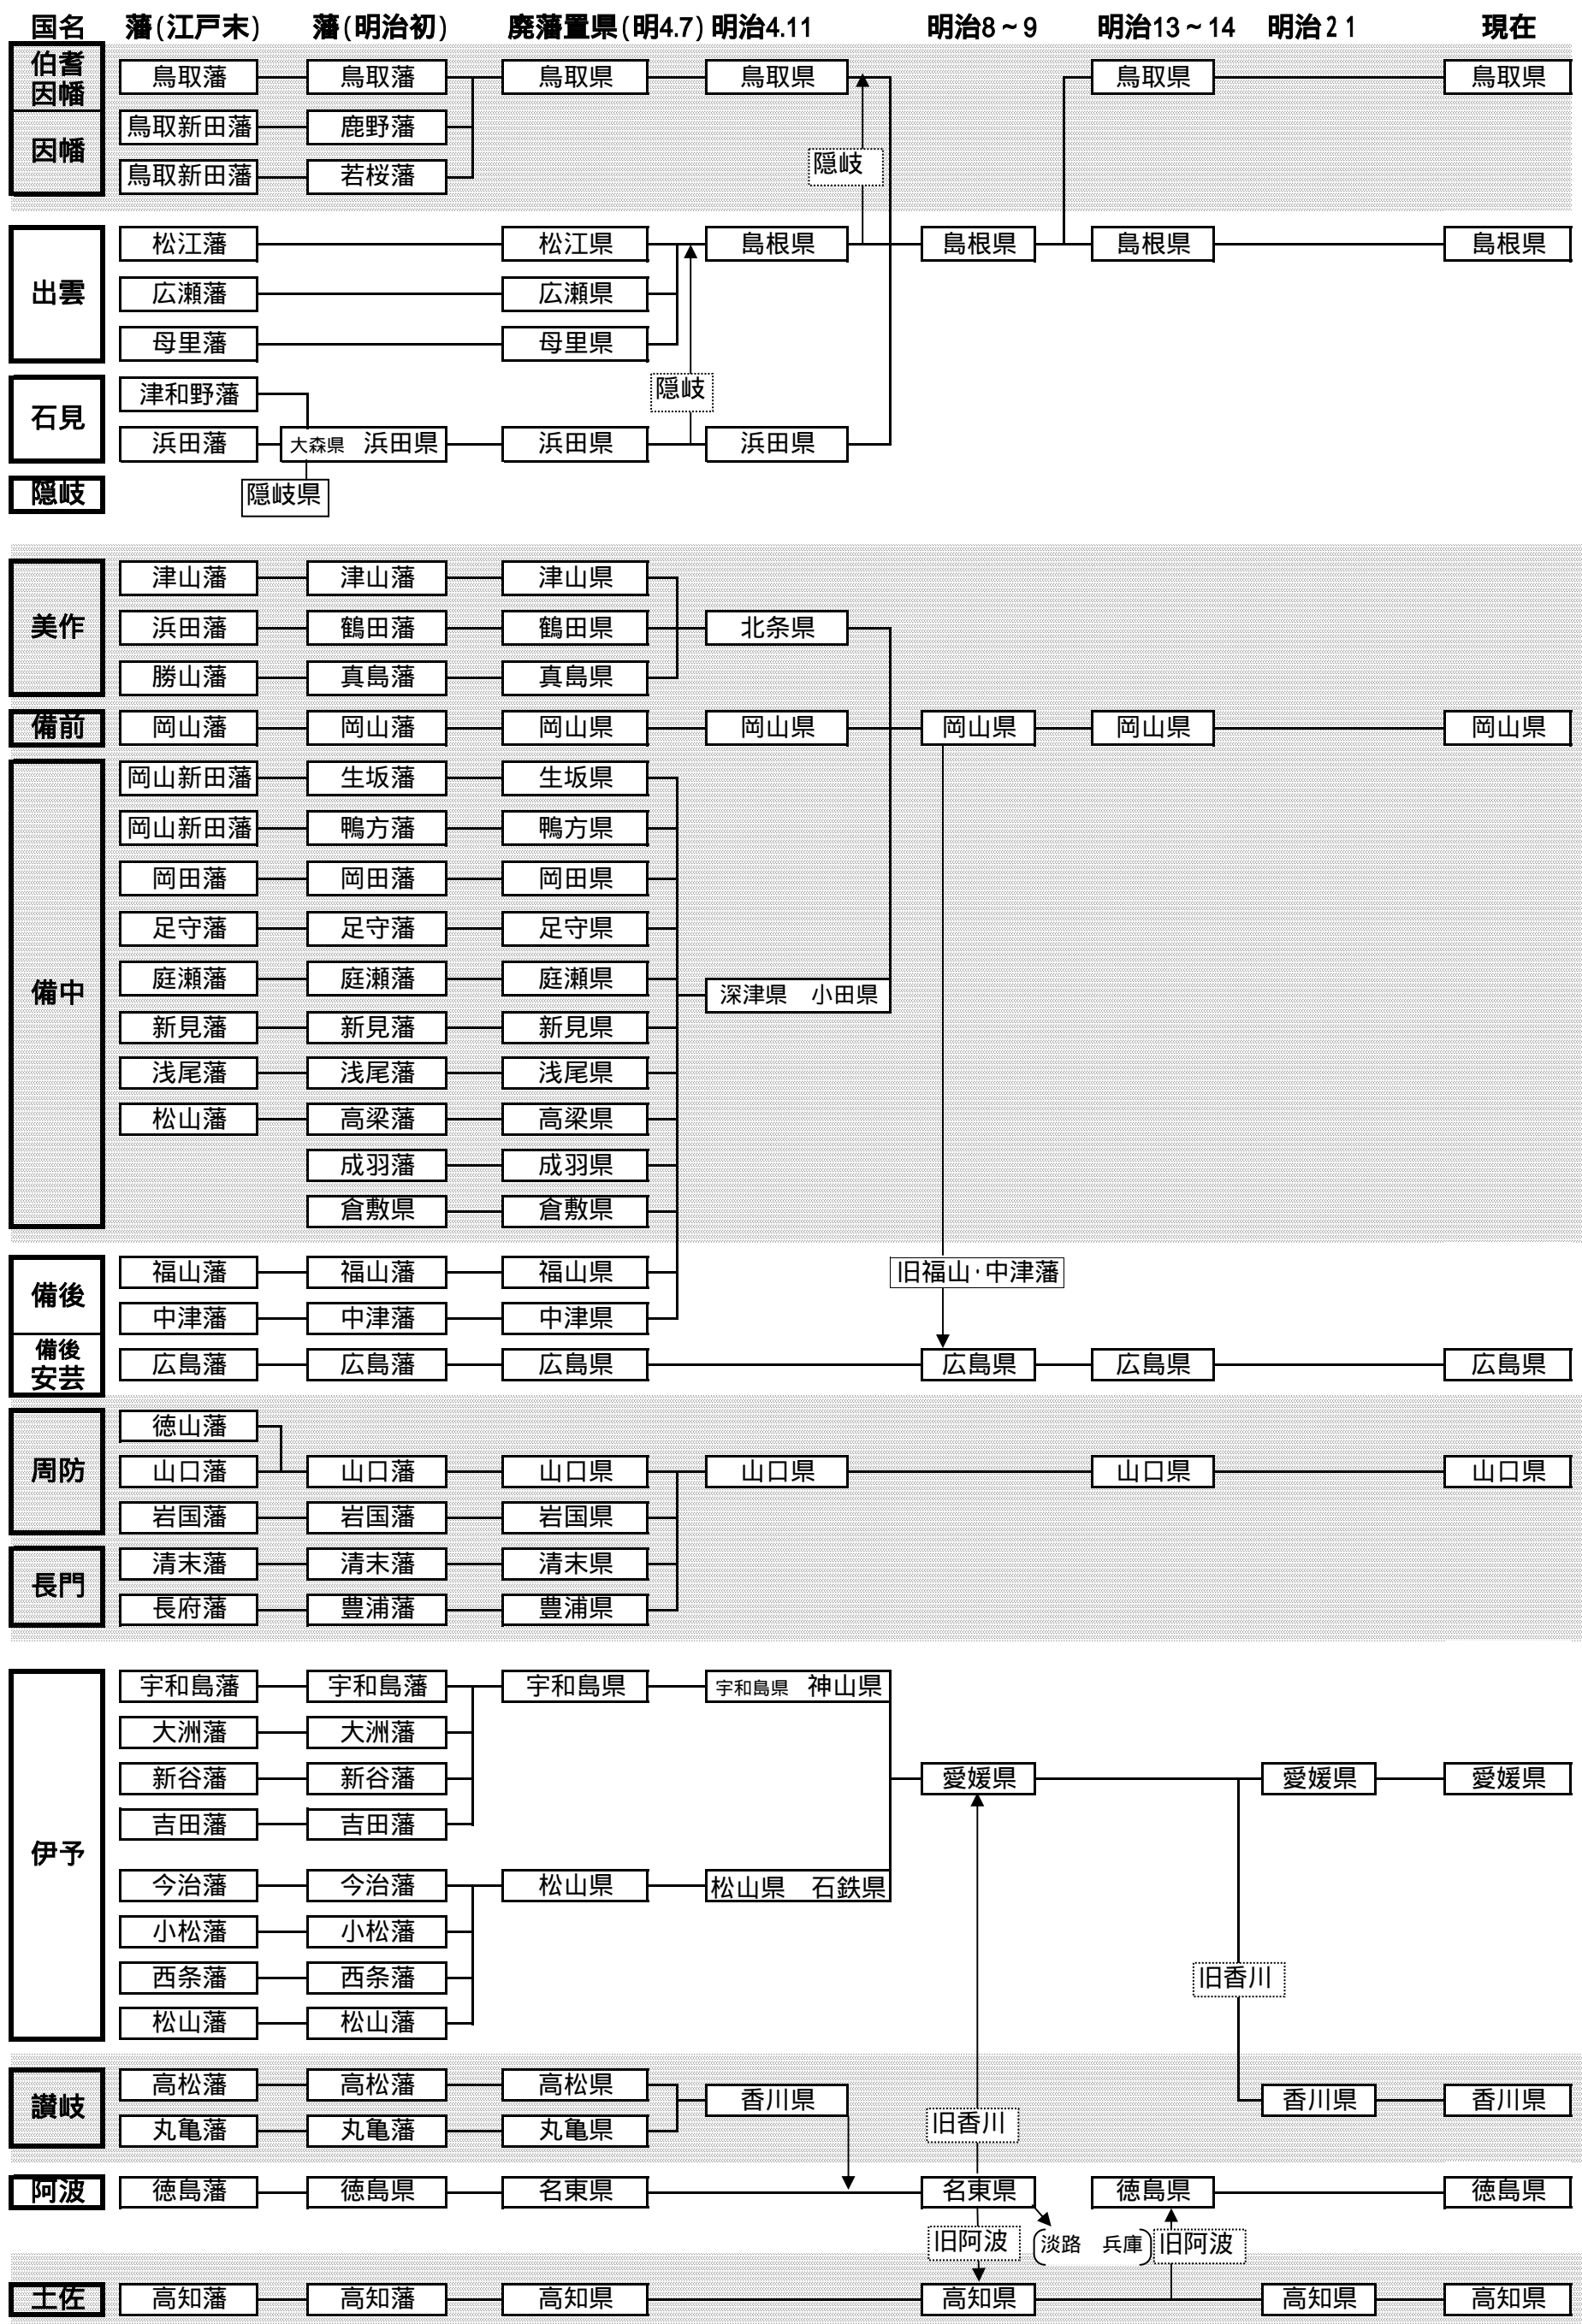 国名 藩(江戸末) 藩(明治初) 廃藩置県(明4.7) 明治4.11 明治8～9 明治13～14 明治21 現在
伯耆
因幡
鳥取藩 鳥取藩 鳥取県 鳥取県 鳥取県 鳥取県
因幡
鳥取新田藩 鹿野藩
隠岐
鳥取新田藩 若桜藩
出雲
松江藩 松江県 島根県 島根県 島根県 島根県
広瀬藩 広瀬県
母里藩 母里県
隠岐
石見
津和野藩
浜田藩 大森県 浜田県 浜田県 浜田県
隠岐
隠岐県
美作
津山藩 津山藩 津山県
浜田藩 鶴田藩 鶴田県 北条県
勝山藩 真島藩 真島県
備前
岡山藩 岡山藩 岡山県 岡山県 岡山県 岡山県 岡山県
備中
岡山新田藩 生坂藩 生坂県
岡山新田藩 鴨方藩 鴨方県
岡田藩 岡田藩 岡田県
足守藩 足守藩 足守県
庭瀬藩 庭瀬藩 庭瀬県
深津県 小田県
新見藩 新見藩 新見県
浅尾藩 浅尾藩 浅尾県
松山藩 高梁藩 高梁県
成羽藩 成羽県
倉敷県 倉敷県
備後
福山藩 福山藩 福山県 旧福山・中津藩
中津藩 中津藩 中津県
備後
安芸
広島藩 広島藩 広島県 広島県 広島県 広島県
周防
徳山藩
山口藩 山口藩 山口県 山口県 山口県 山口県
岩国藩 岩国藩 岩国県
長門
清末藩 清末藩 清末県
長府藩 豊浦藩 豊浦県
伊予
宇和島藩 宇和島藩 宇和島県 宇和島県 神山県
大洲藩 大洲藩
新谷藩 新谷藩 愛媛県 愛媛県 愛媛県
吉田藩 吉田藩
今治藩 今治藩 松山県 松山県 石鉄県
小松藩 小松藩
西条藩 西条藩 旧香川
松山藩 松山藩
讃岐
高松藩 高松藩 高松県 香川県 香川県 香川県
丸亀藩 丸亀藩 丸亀県 旧香川
阿波
徳島藩 徳島県 名東県 名東県 徳島県 徳島県
旧阿波 (淡路 兵庫) 旧阿波
土佐
高知藩 高知藩 高知県 高知県 高知県 高知県